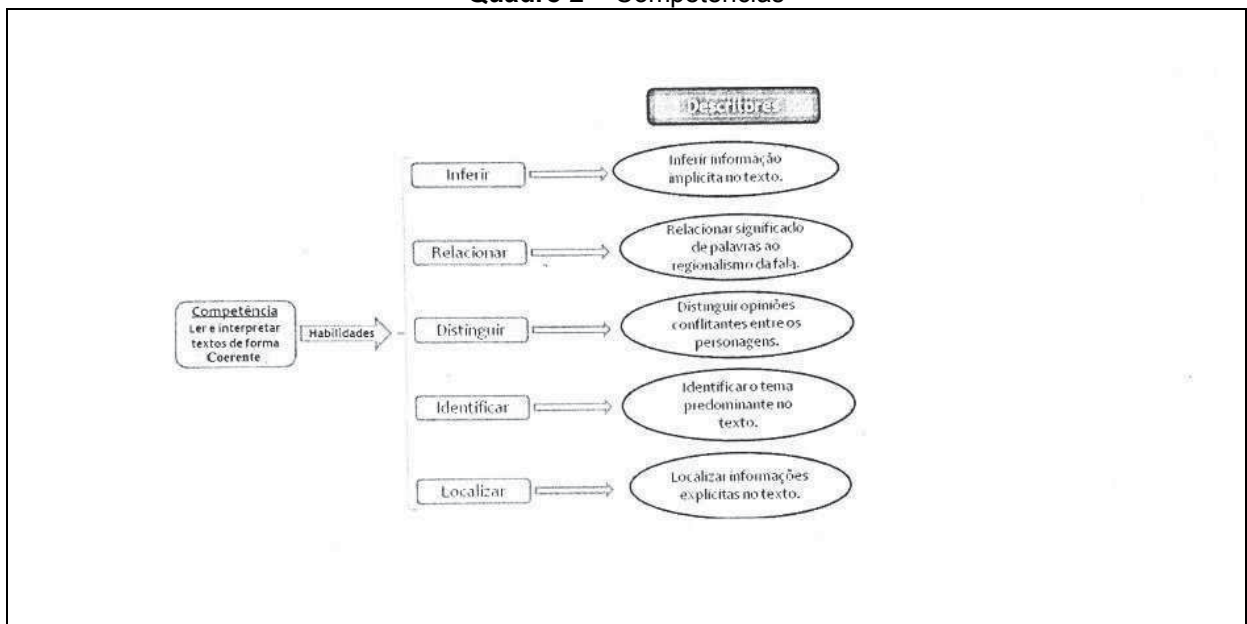 Quadro 2 – Competências
Descritores
Inferir
Inferir informação
implícita no texto.
Relacionar
Relacionar significado
de palavras ao
regionalismo da fala.
Competência
Ler e interpretar
textos de forma
Coerente
Habilidades
Distinguir
Distinguir opiniões
conflitantes entre os
personagens.
Identificar
Identificar o tema
predominante no
texto.
Localizar
Localizar informações
explícitas no texto.